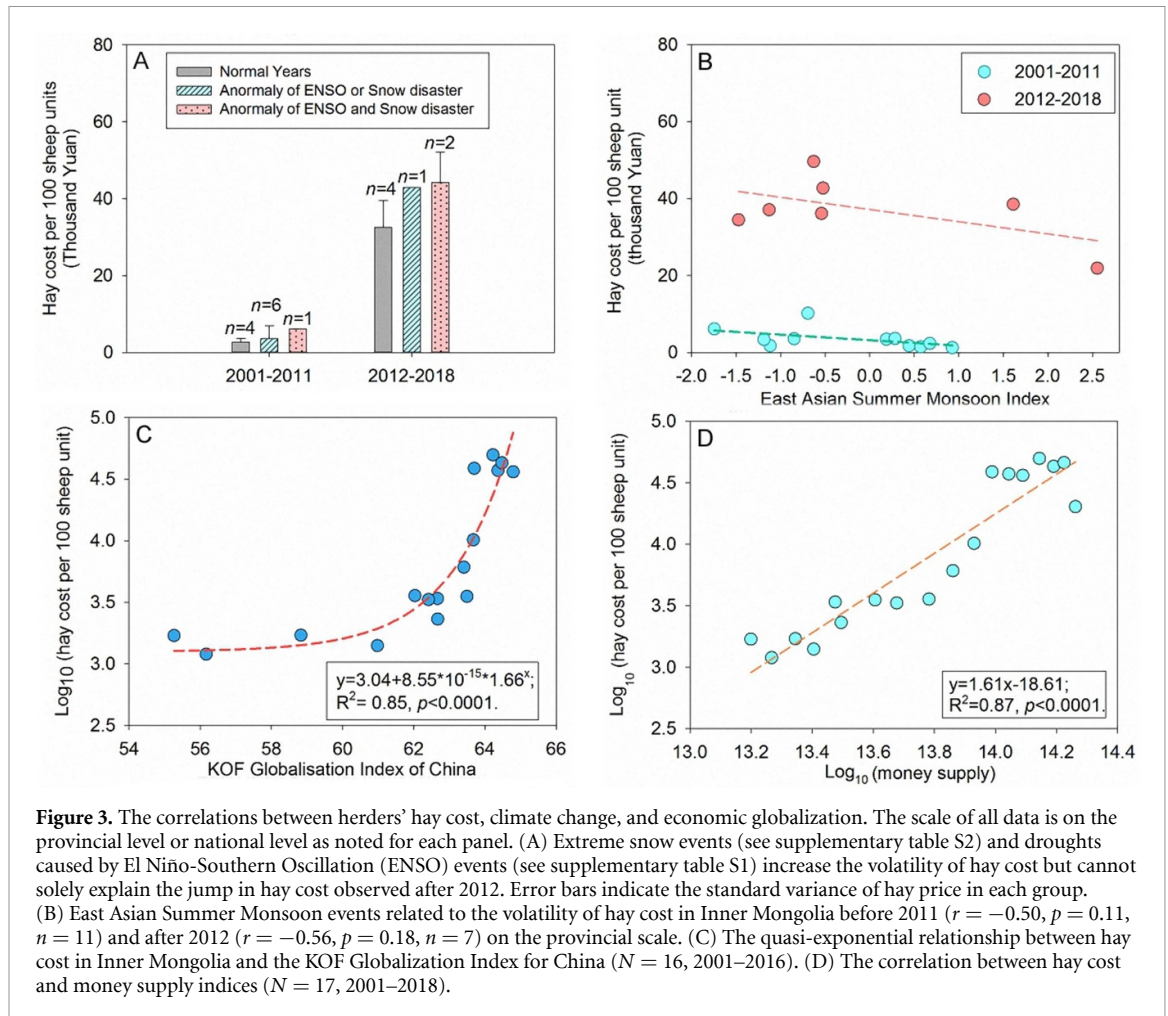 A
Normal Years
Anormaly of ENSO or Snow disaster
Anormaly of ENSO and Snow disaster
Hay cost per 100 sheep units
(Thousand Yuan)
80
60
40
20
0
n=4
n=6
n=1
n=4
n=1
n=2
2001-2011
2012-2018
B
2001-2011
2012-2018
Hay cost per 100 sheep unit
(thousand Yuan)
80
60
40
20
0
-2.0 -1.5 -1.0 -0.5 0.0 0.5 1.0 1.5 2.0 2.5
East Asian Summer Monsoon Index
C
Log10 (hay cost per 100 sheep unit)
5.0
4.5
4.0
3.5
3.0
2.5
y=3.04+8.55*10-15*1.66x;
R2= 0.85, p<0.0001.
54 56 58 60 62 64 66
KOF Globalisation Index of China
D
Log10 (hay cost per 100 sheep unit)
5.0
4.5
4.0
3.5
3.0
2.5
y=1.61x-18.61;
R2=0.87, p<0.0001.
13.0 13.2 13.4 13.6 13.8 14.0 14.2 14.4
Log10 (money supply)
Figure 3. The correlations between herders' hay cost, climate change, and economic globalization. The scale of all data is on the
provincial level or national level as noted for each panel. (A) Extreme snow events (see supplementary table S2) and droughts
caused by El Niño-Southern Oscillation (ENSO) events (see supplementary table S1) increase the volatility of hay cost but cannot
solely explain the jump in hay cost observed after 2012. Error bars indicate the standard variance of hay price in each group.
(B) East Asian Summer Monsoon events related to the volatility of hay cost in Inner Mongolia before 2011 (r = −0.50, p = 0.11,
n = 11) and after 2012 (r = −0.56, p = 0.18, n = 7) on the provincial scale. (C) The quasi-exponential relationship between hay
cost in Inner Mongolia and the KOF Globalization Index for China (N = 16, 2001–2016). (D) The correlation between hay cost
and money supply indices (N = 17, 2001–2018).